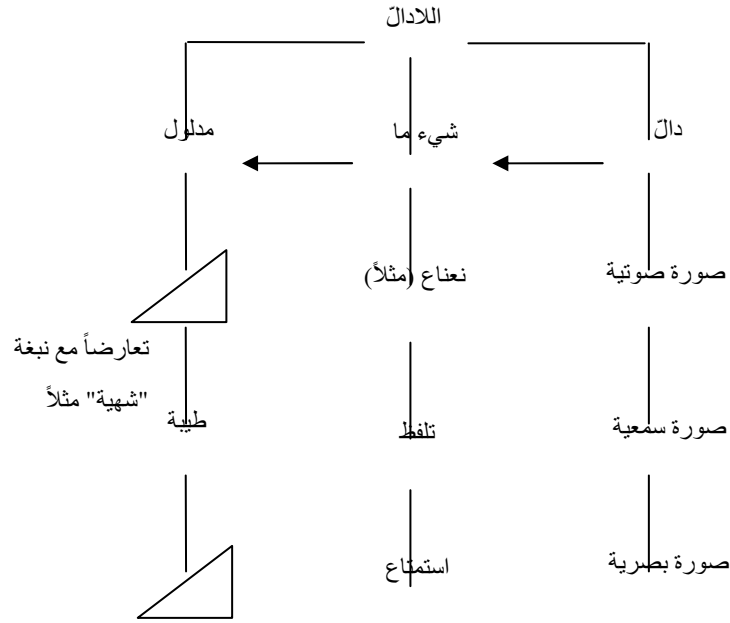 اللادالّ
دالّ
شيء ما
مدلول
صورة صوتية
نعناع (مثلاً)
تعارضاً مع نبغة
"شهية" مثلاً
صورة سمعية
تلفظ
طيبة
صورة بصرية
استمتاع